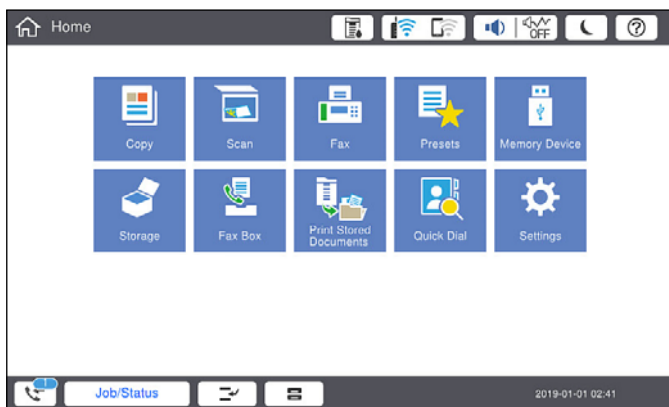 Home
OFF
Copy
Scan
Fax
Presets
Memory Device
Storage
Fax Box
Print Stored
Documents
Quick Dial
Settings
Job/Status
2019-01-01 02:41